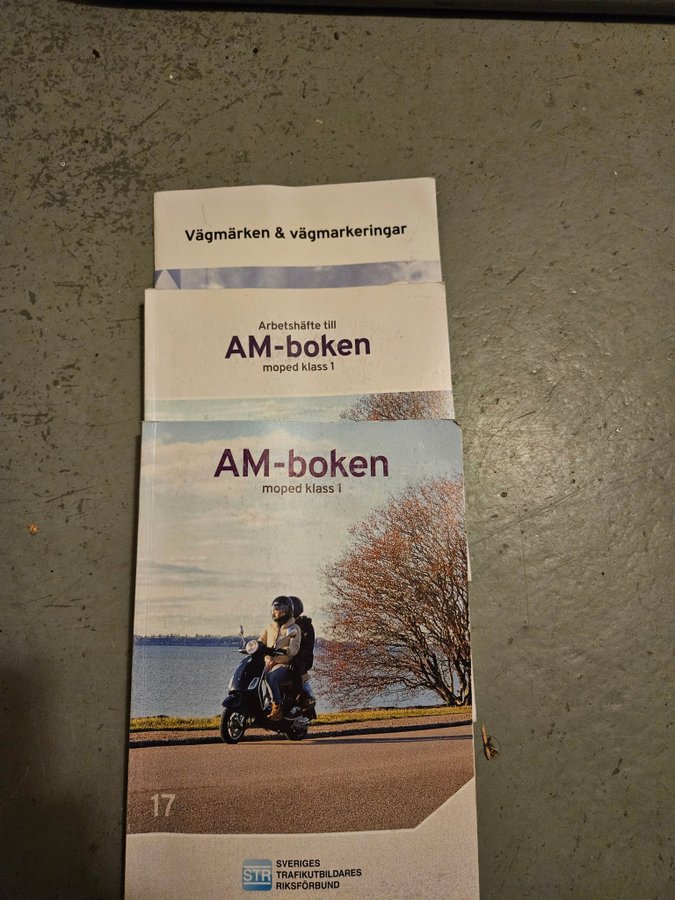 Vägmärken & vägmarkeringar
Arbetshäfte till
AM-boken
moped klass 1
AM-boken
moped klass 1
17
STR
SVERIGES
TRAFIKUTBILDARES
RIKSFÖRBUND